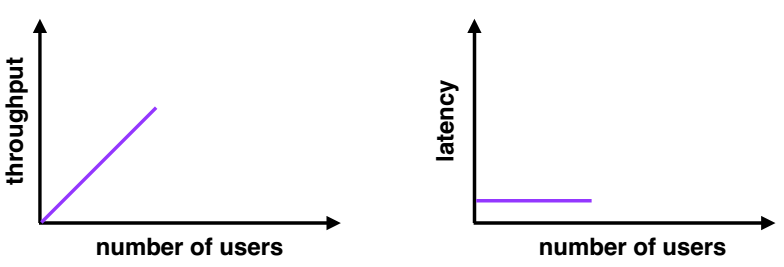 throughput
number of users
latency
number of users